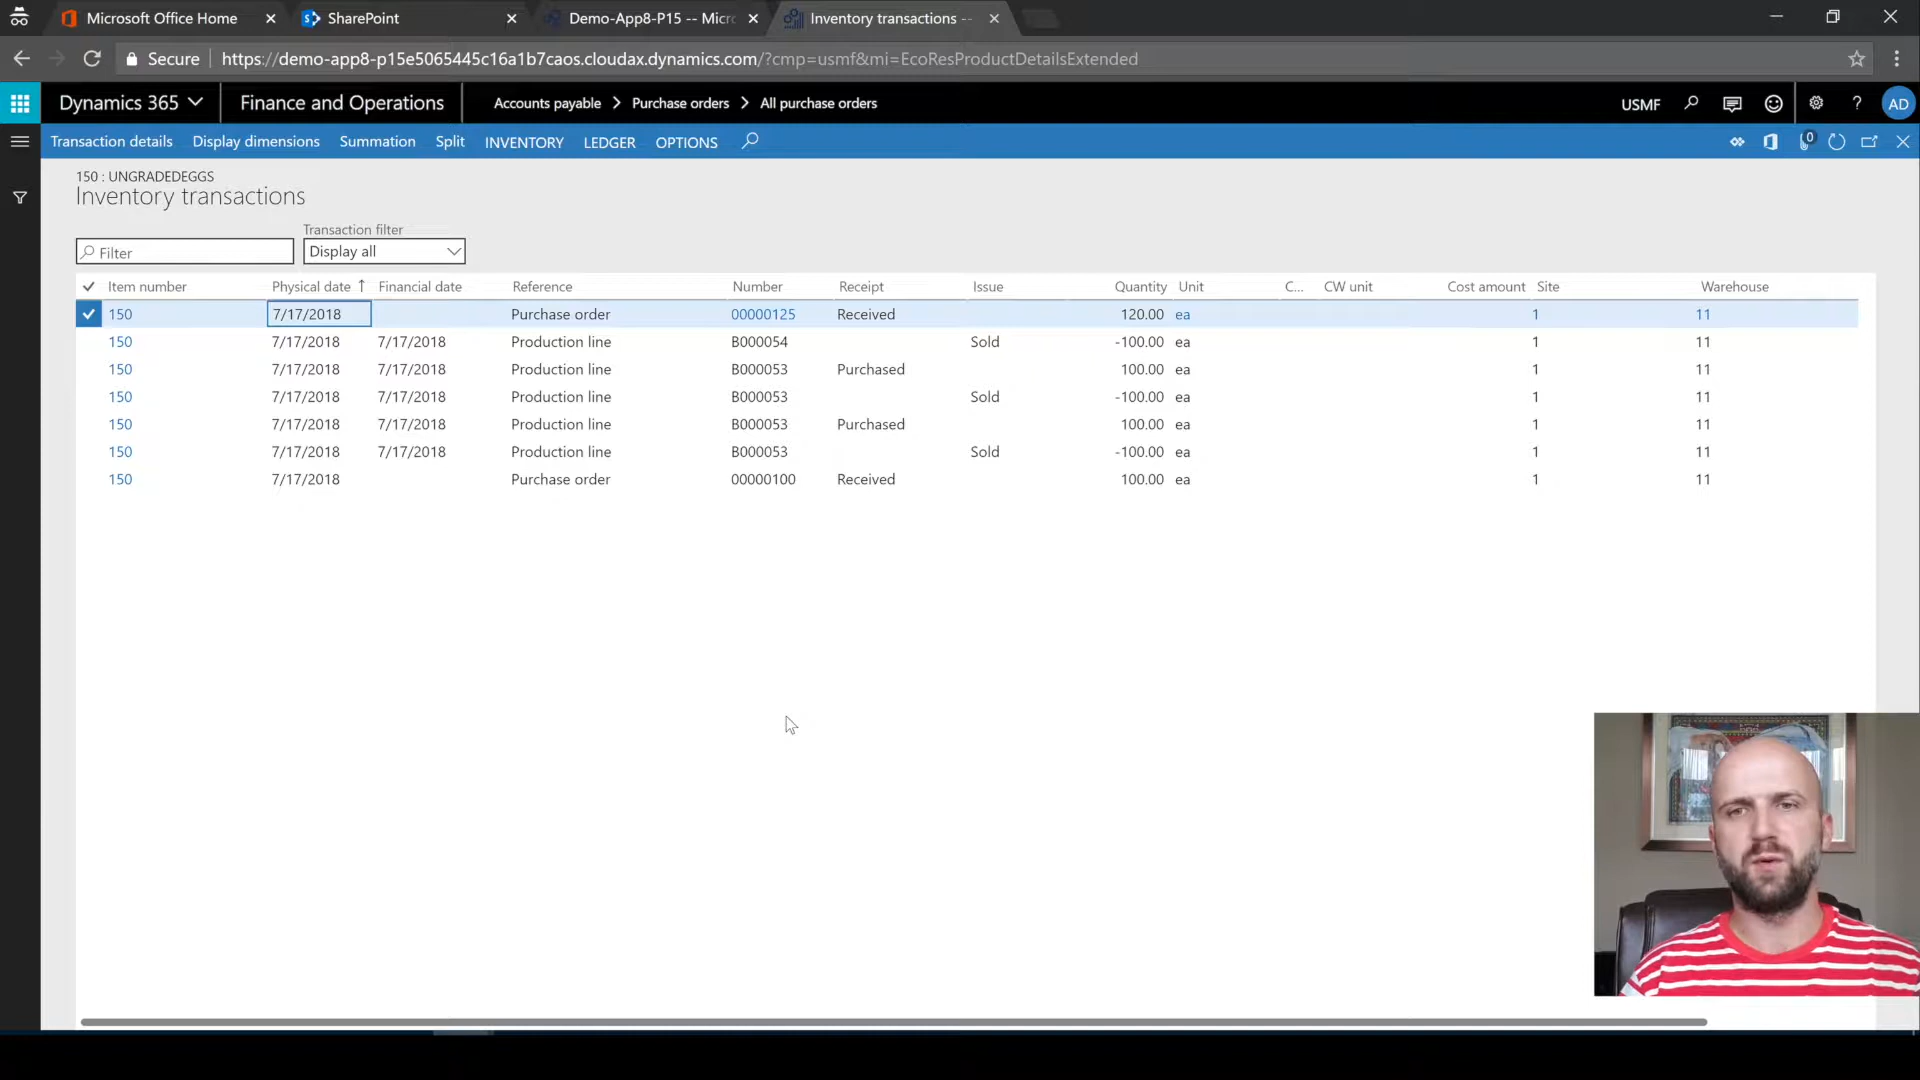 Microsoft Office Home
SharePoint
Demo-App8-P15 -- Micr
Inventory transactions --
Secure
https://demo-app8-p15e5065445c16a1b7caos.cloudax.dynamics.com/?cmp=usmf&mi=EcoResProductDetailsExtended
Dynamics 365 Finance and Operations Accounts payable > Purchase orders > All purchase orders USMF ? AD
Transaction details Display dimensions Summation Split INVENTORY LEDGER OPTIONS 0
150 : UNGRADEDEGGS
Inventory transactions
Transaction filter
Filter Display all
Item number Physical date ↑ Financial date Reference Number Receipt Issue Quantity Unit C... CW unit Cost amount Site Warehouse
150 7/17/2018 Purchase order 00000125 Received 120.00 ea 1 11
150 7/17/2018 7/17/2018 Production line B000054 Sold -100.00 ea 1 11
150 7/17/2018 7/17/2018 Production line B000053 Purchased 100.00 ea 1 11
150 7/17/2018 7/17/2018 Production line B000053 Sold -100.00 ea 1 11
150 7/17/2018 7/17/2018 Production line B000053 Purchased 100.00 ea 1 11
150 7/17/2018 7/17/2018 Production line B000053 Sold -100.00 ea 1 11
150 7/17/2018 Purchase order 00000100 Received 100.00 ea 1 11